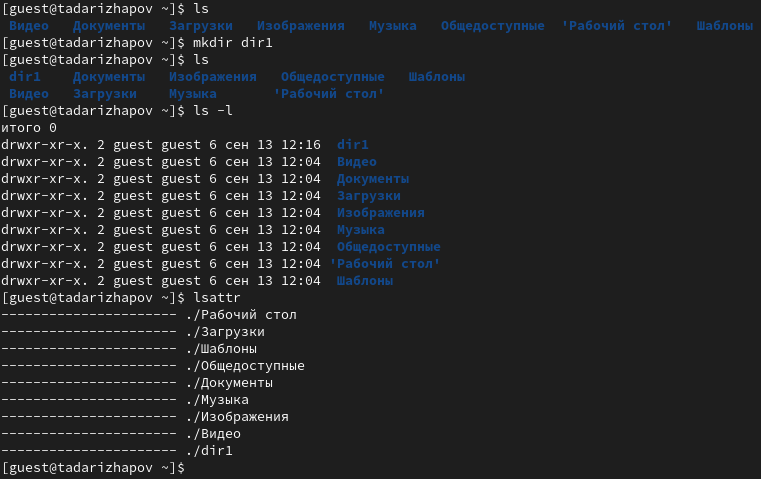 [guest@tadarizhapov ~]$ ls
Видео Документы Загрузки Изображения Музыка Общедоступные 'Рабочий стол' Шаблоны
[guest@tadarizhapov ~]$ mkdir dir1
[guest@tadarizhapov ~]$ ls
dir1 Документы Изображения Общедоступные Шаблоны
Видео Загрузки Музыка 'Рабочий стол'
[guest@tadarizhapov ~]$ ls -l
итого 0
drwxr-xr-x. 2 guest guest 6 сен 13 12:16 dir1
drwxr-xr-x. 2 guest guest 6 сен 13 12:04 Видео
drwxr-xr-x. 2 guest guest 6 сен 13 12:04 Документы
drwxr-xr-x. 2 guest guest 6 сен 13 12:04 Загрузки
drwxr-xr-x. 2 guest guest 6 сен 13 12:04 Изображения
drwxr-xr-x. 2 guest guest 6 сен 13 12:04 Музыка
drwxr-xr-x. 2 guest guest 6 сен 13 12:04 Общедоступные
drwxr-xr-x. 2 guest guest 6 сен 13 12:04 'Рабочий стол'
drwxr-xr-x. 2 guest guest 6 сен 13 12:04 Шаблоны
[guest@tadarizhapov ~]$ lsattr
---------------------- ./Рабочий стол
---------------------- ./Загрузки
---------------------- ./Шаблоны
---------------------- ./Общедоступные
---------------------- ./Документы
---------------------- ./Музыка
---------------------- ./Изображения
---------------------- ./Видео
---------------------- ./dir1
[guest@tadarizhapov ~]$